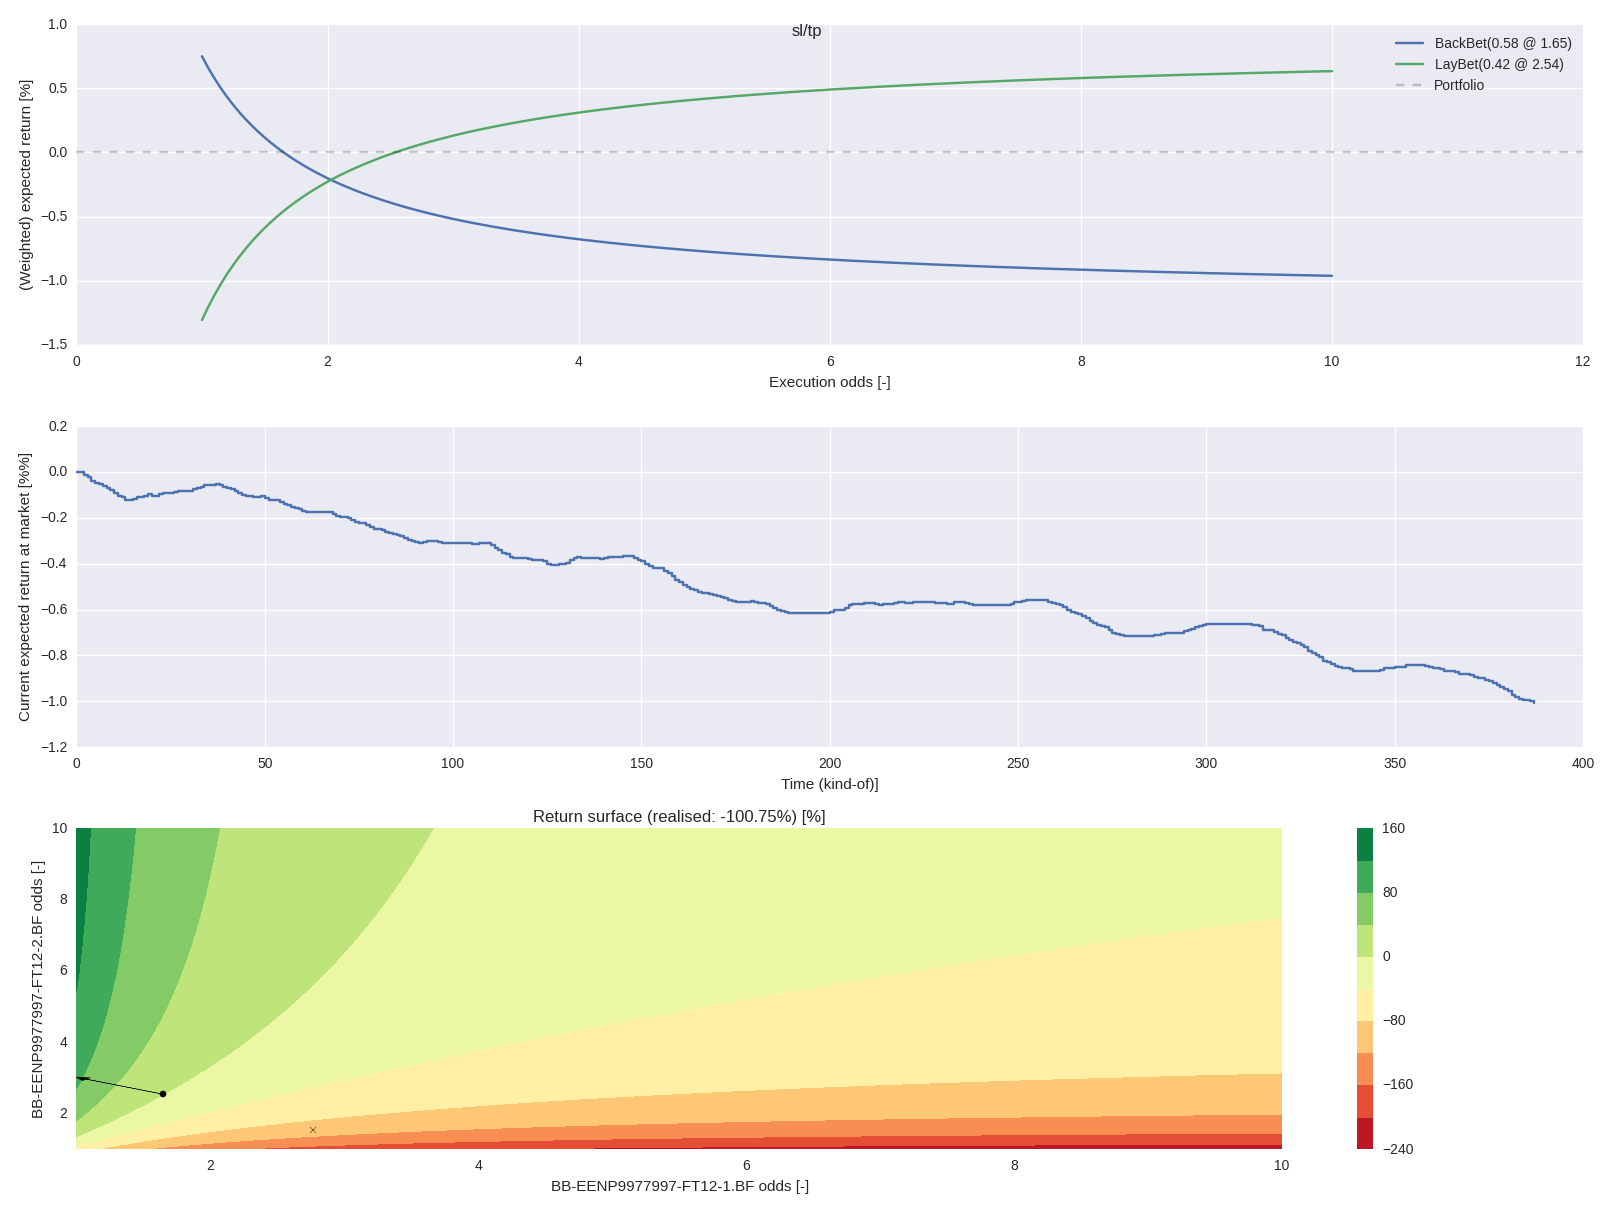 sl/tp
BackBet(0.58 @ 1.65)
LayBet(0.42 @ 2.54)
Portfolio
(Weighted) expected return [%]
1.0
0.5
0.0
−0.5
−1.0
−1.5
0 2 4 6 8 10 12
Execution odds [-]
Current expected return at market [%%]
0.2
0.0
−0.2
−0.4
−0.6
−0.8
−1.0
−1.2
0 50 100 150 200 250 300 350 400
Time (kind-of)]
Return surface (realised: -100.75%) [%]
BB-EENP9977997-FT12-2.BF odds [-]
10
8
6
4
2
2 4 6 8 10
BB-EENP9977997-FT12-1.BF odds [-]
160
80
0
−80
−160
−240